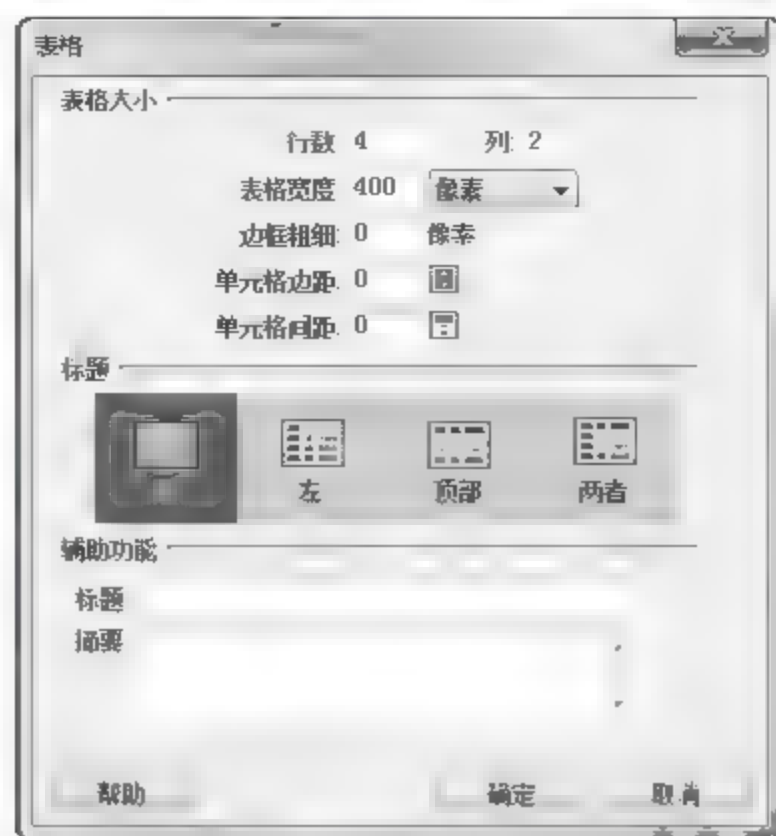 表格
表格大小
行数 4 列: 2
表格宽度 400 像素
边框粗细: 0 像素
单元格边距: 0
单元格间距: 0
标题
左 顶部 两者
辅助功能
标题
摘要
帮助 确定 取消